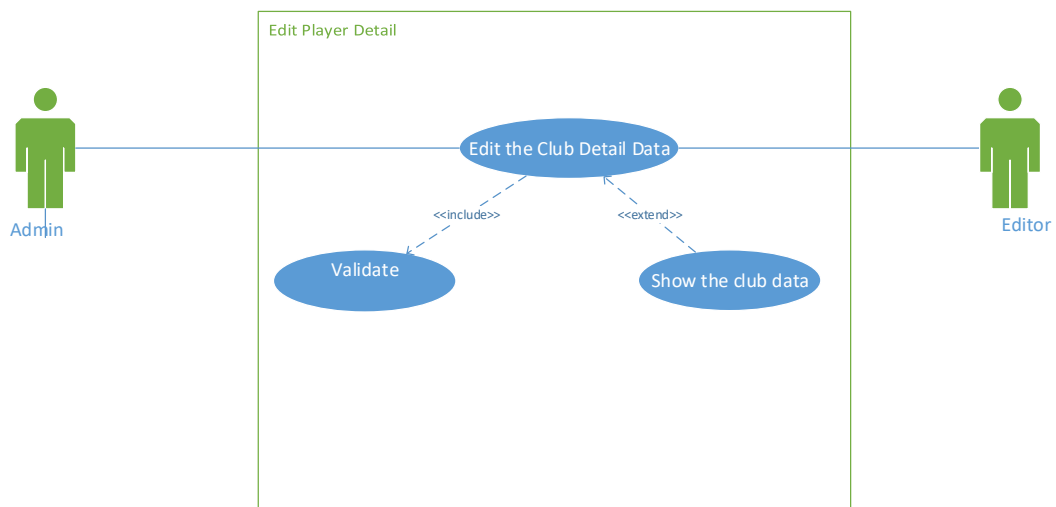 Edit Player Detail
Edit the Club Detail Data
<<include>>
<<extend>>
Admin
Editor
Validate
Show the club data